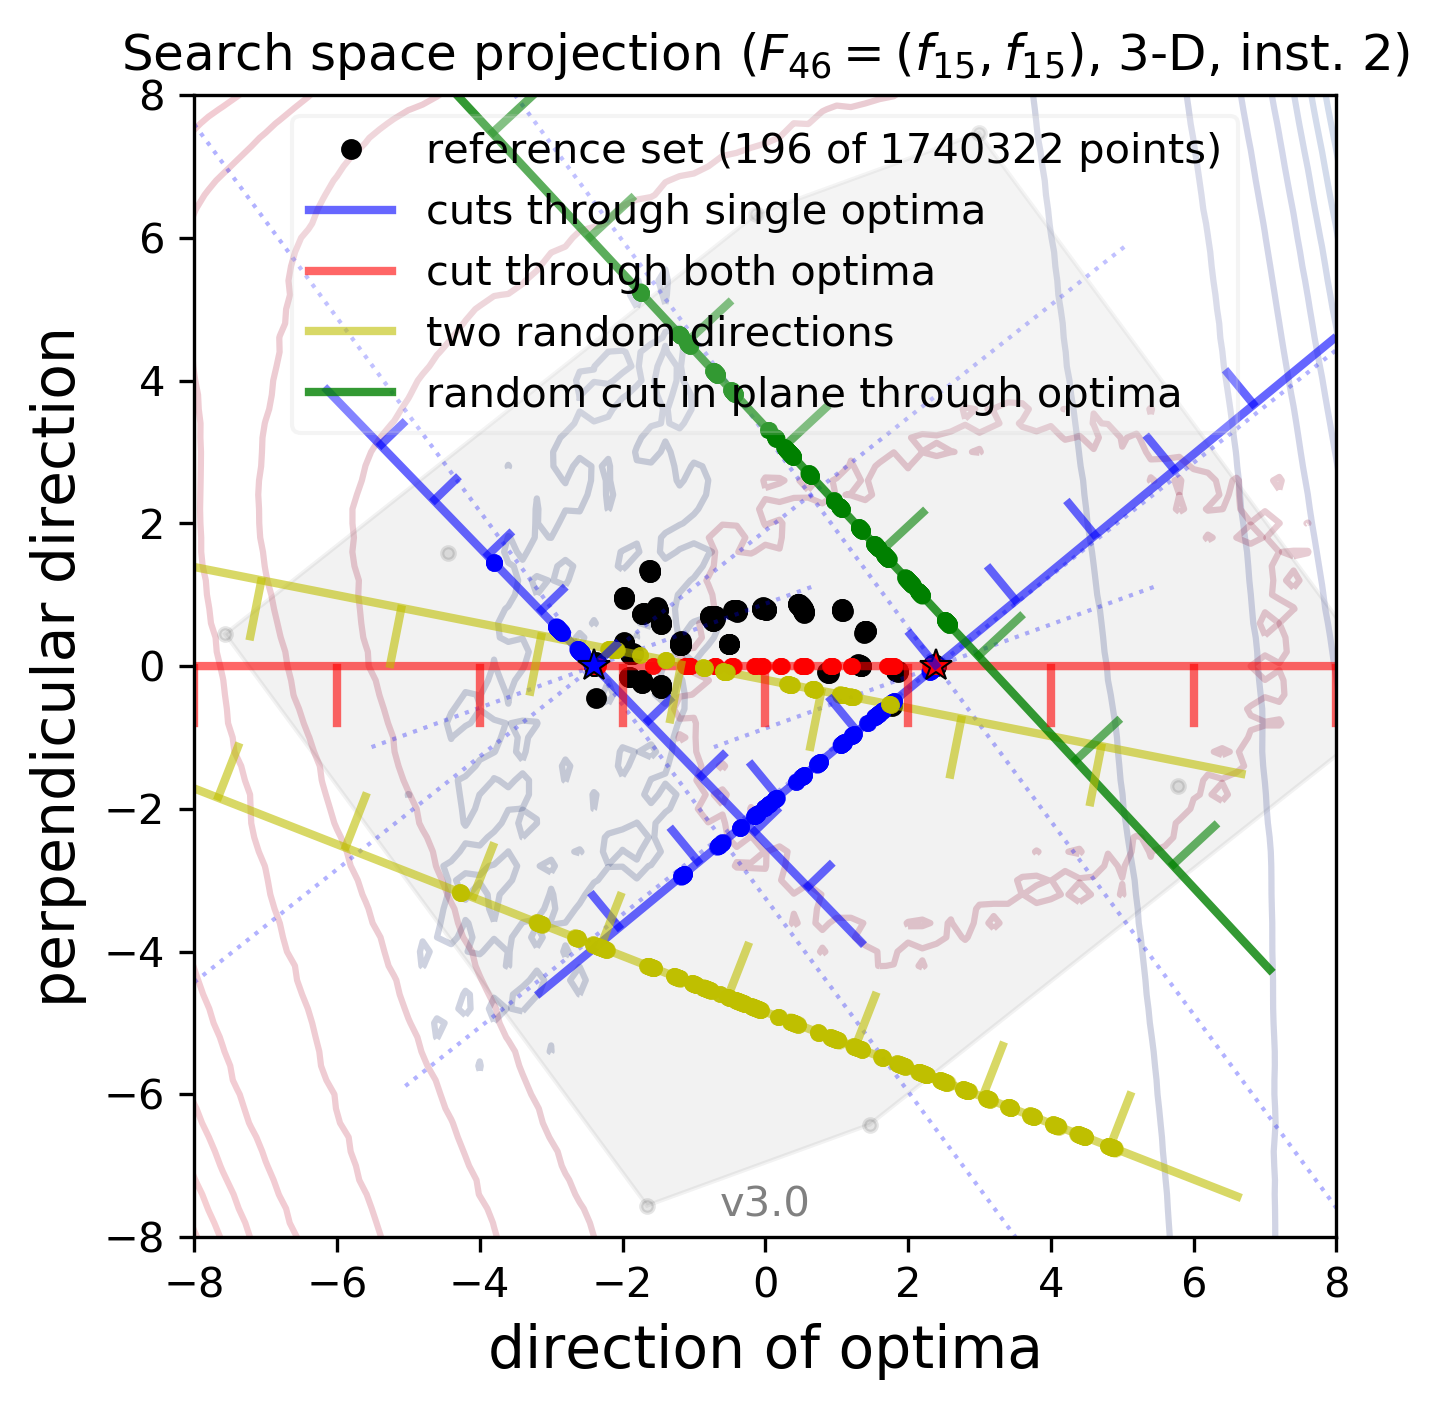 Search space projection (F₄₆ = (f₁₅, f₁₅), 3-D, inst. 2)
reference set (196 of 1740322 points)
cuts through single optima
cut through both optima
two random directions
random cut in plane through optima
8
6
4
2
0
−2
−4
−6
−8
perpendicular direction
v3.0
−8 −6 −4 −2 0 2 4 6 8
direction of optima